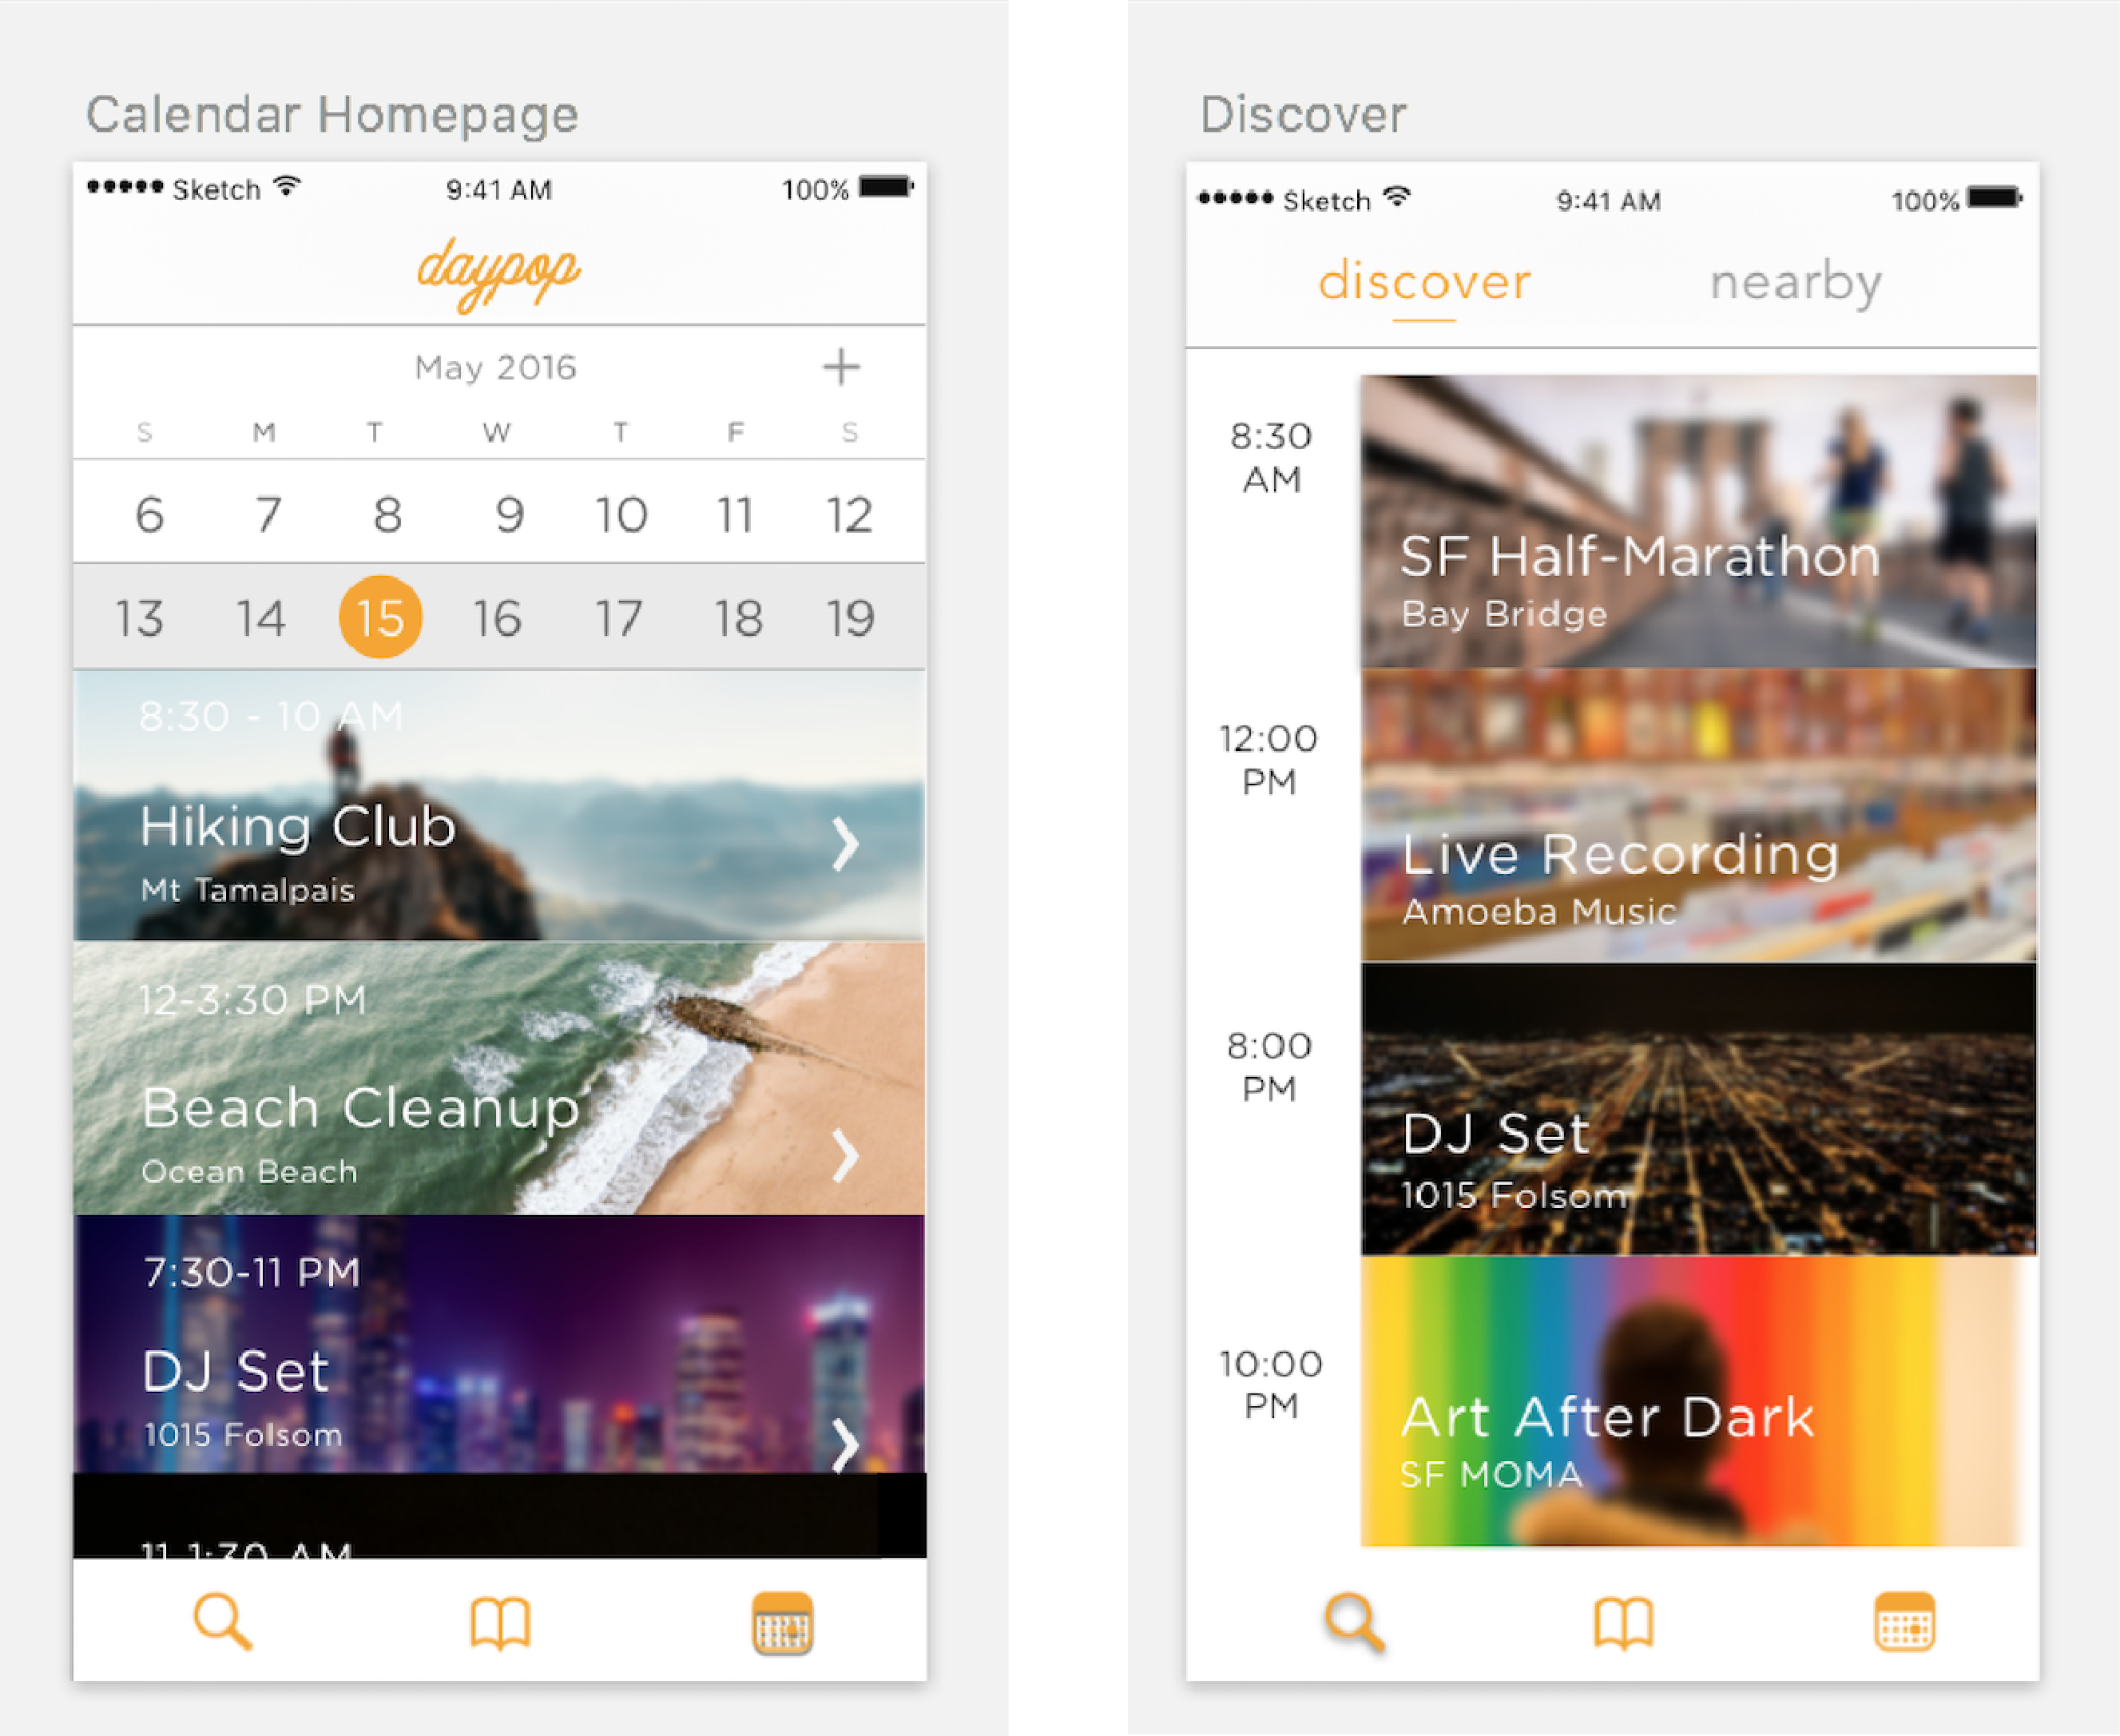 Calendar Homepage
Sketch 9:41 AM 100%
daypop
May 2016 +
S M T W T F S
6 7 8 9 10 11 12
13 14 15 16 17 18 19
8:30 - 10 AM
Hiking Club
Mt Tamalpais
12-3:30 PM
Beach Cleanup
Ocean Beach
7:30-11 PM
DJ Set
1015 Folsom
11-1:30 AM
Discover
Sketch 9:41 AM 100%
discover nearby
8:30
AM
SF Half-Marathon
Bay Bridge
12:00
PM
Live Recording
Amoeba Music
8:00
PM
DJ Set
1015 Folsom
10:00
PM
Art After Dark
SF MOMA